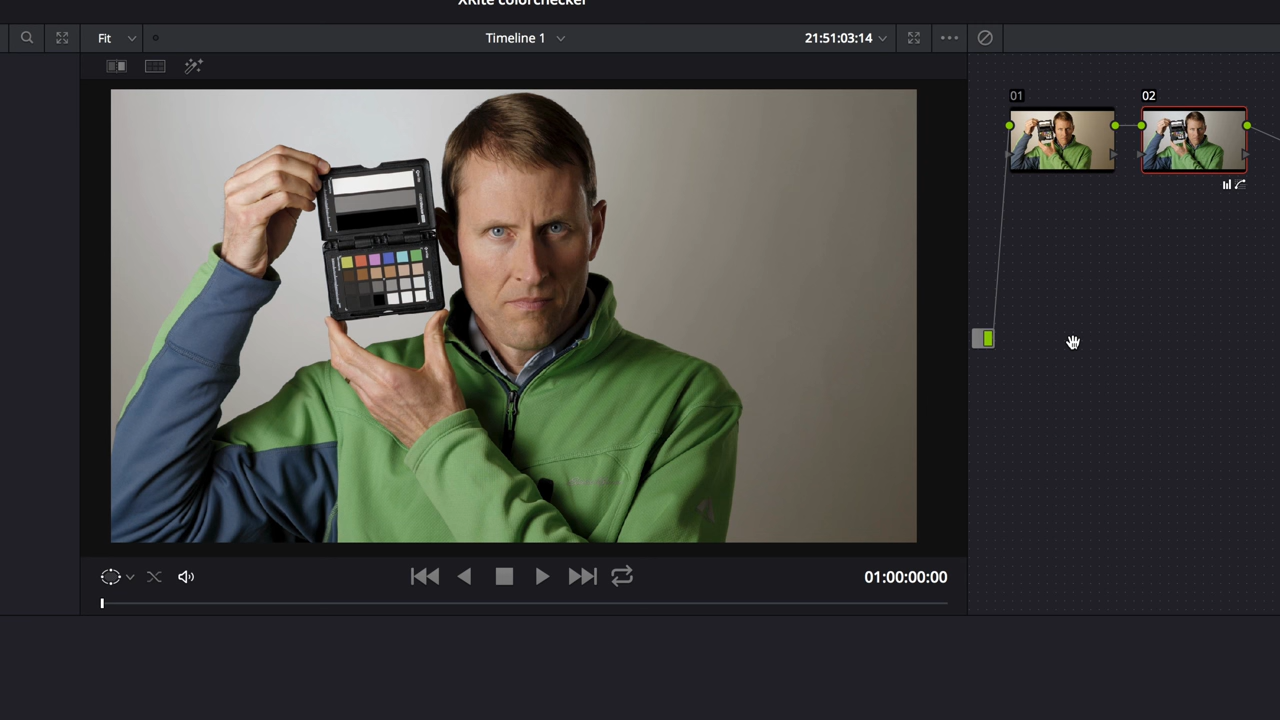 XRite colorchecker
Fit
Timeline 1
21:51:03:14
01
02
01:00:00:00